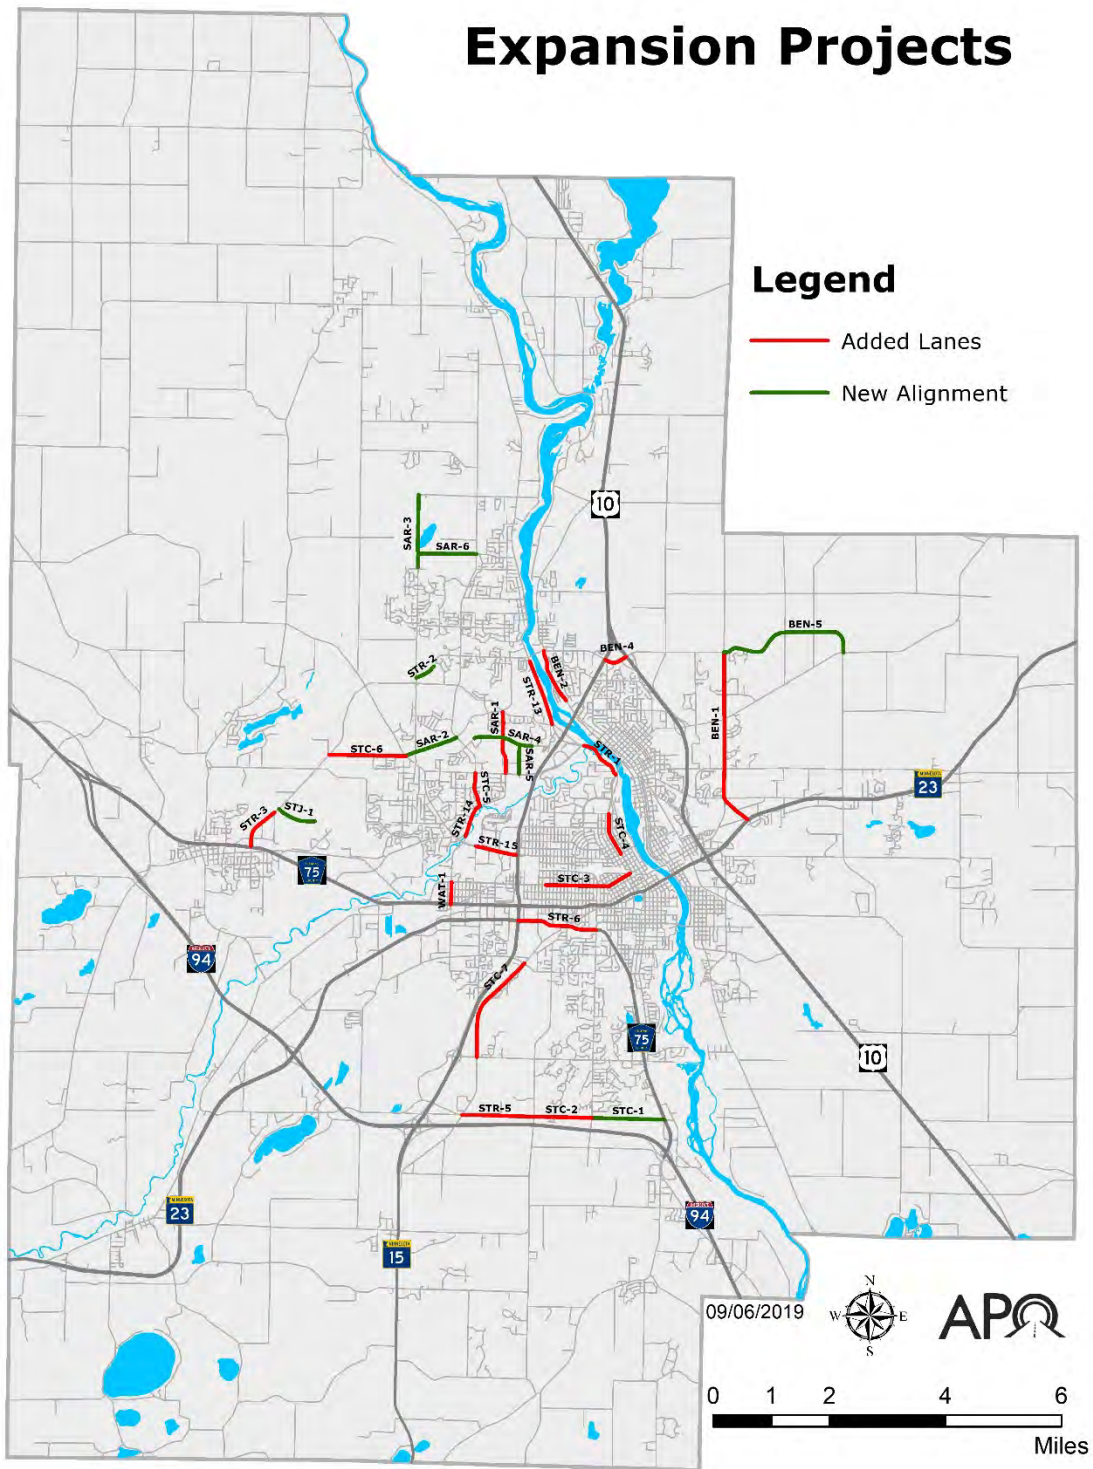 Expansion Projects
Legend
Added Lanes
New Alignment
10
SAR-3
SAR-6
BEN-5
BEN-4
STR-2
BEN-2
STR-13
SAR-1
BEN-1
SAR-2
SAR-4
STC-6
STR-1
SAR-5
STC-5
23
STR-3
STJ-1
STR-14
STC-4
STR-15
75
WAT-1
STC-3
STR-6
94
STC-7
75
10
STR-5
STC-2
STC-1
MINNESOTA
23
94
MINNESOTA
15
N
W
E
S
09/06/2019
APO
0 1 2 4 6
Miles